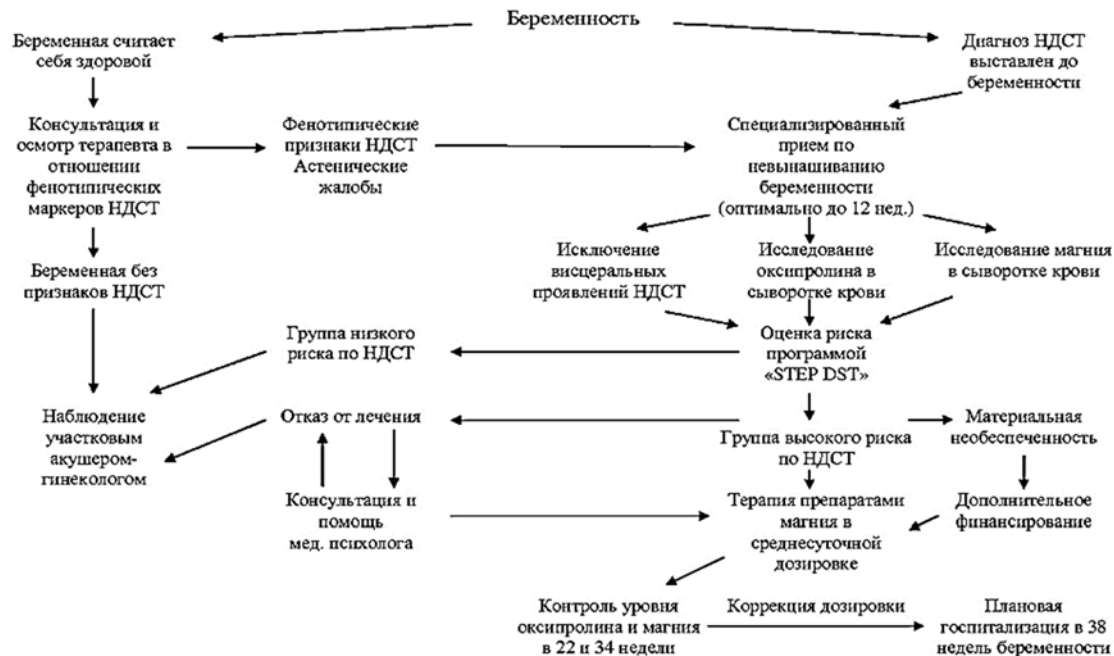 Беременность
Беременная считает
себя здоровой
Диагноз НДСТ
выставлен до
беременности
Консультация и
осмотр терапевта в
отношении
фенотипических
маркеров НДСТ
Фенотипические
признаки НДСТ
Астенические
жалобы
Специализированный
прием по
невынашиванию
беременности
(оптимально до 12 нед.)
Беременная без
признаков НДСТ
Исключение
висцеральных
проявлений НДСТ
Исследование
оксипролина в
сыворотке крови
Исследование магния
в сыворотке крови
Группа низкого
риска по НДСТ
Оценка риска
программой
«STEP DST»
Наблюдение
участковым
акушером-
гинекологом
Отказ от лечения
Группа высокого риска
по НДСТ
Материальная
необеспеченность
Консультация и
помощь
мед. психолога
Терапия препаратами
магния в
среднесуточной
дозировке
Дополнительное
финансирование
Контроль уровня
оксипролина и магния
в 22 и 34 недели
Коррекция дозировки
Плановая
госпитализация в 38
недель беременности